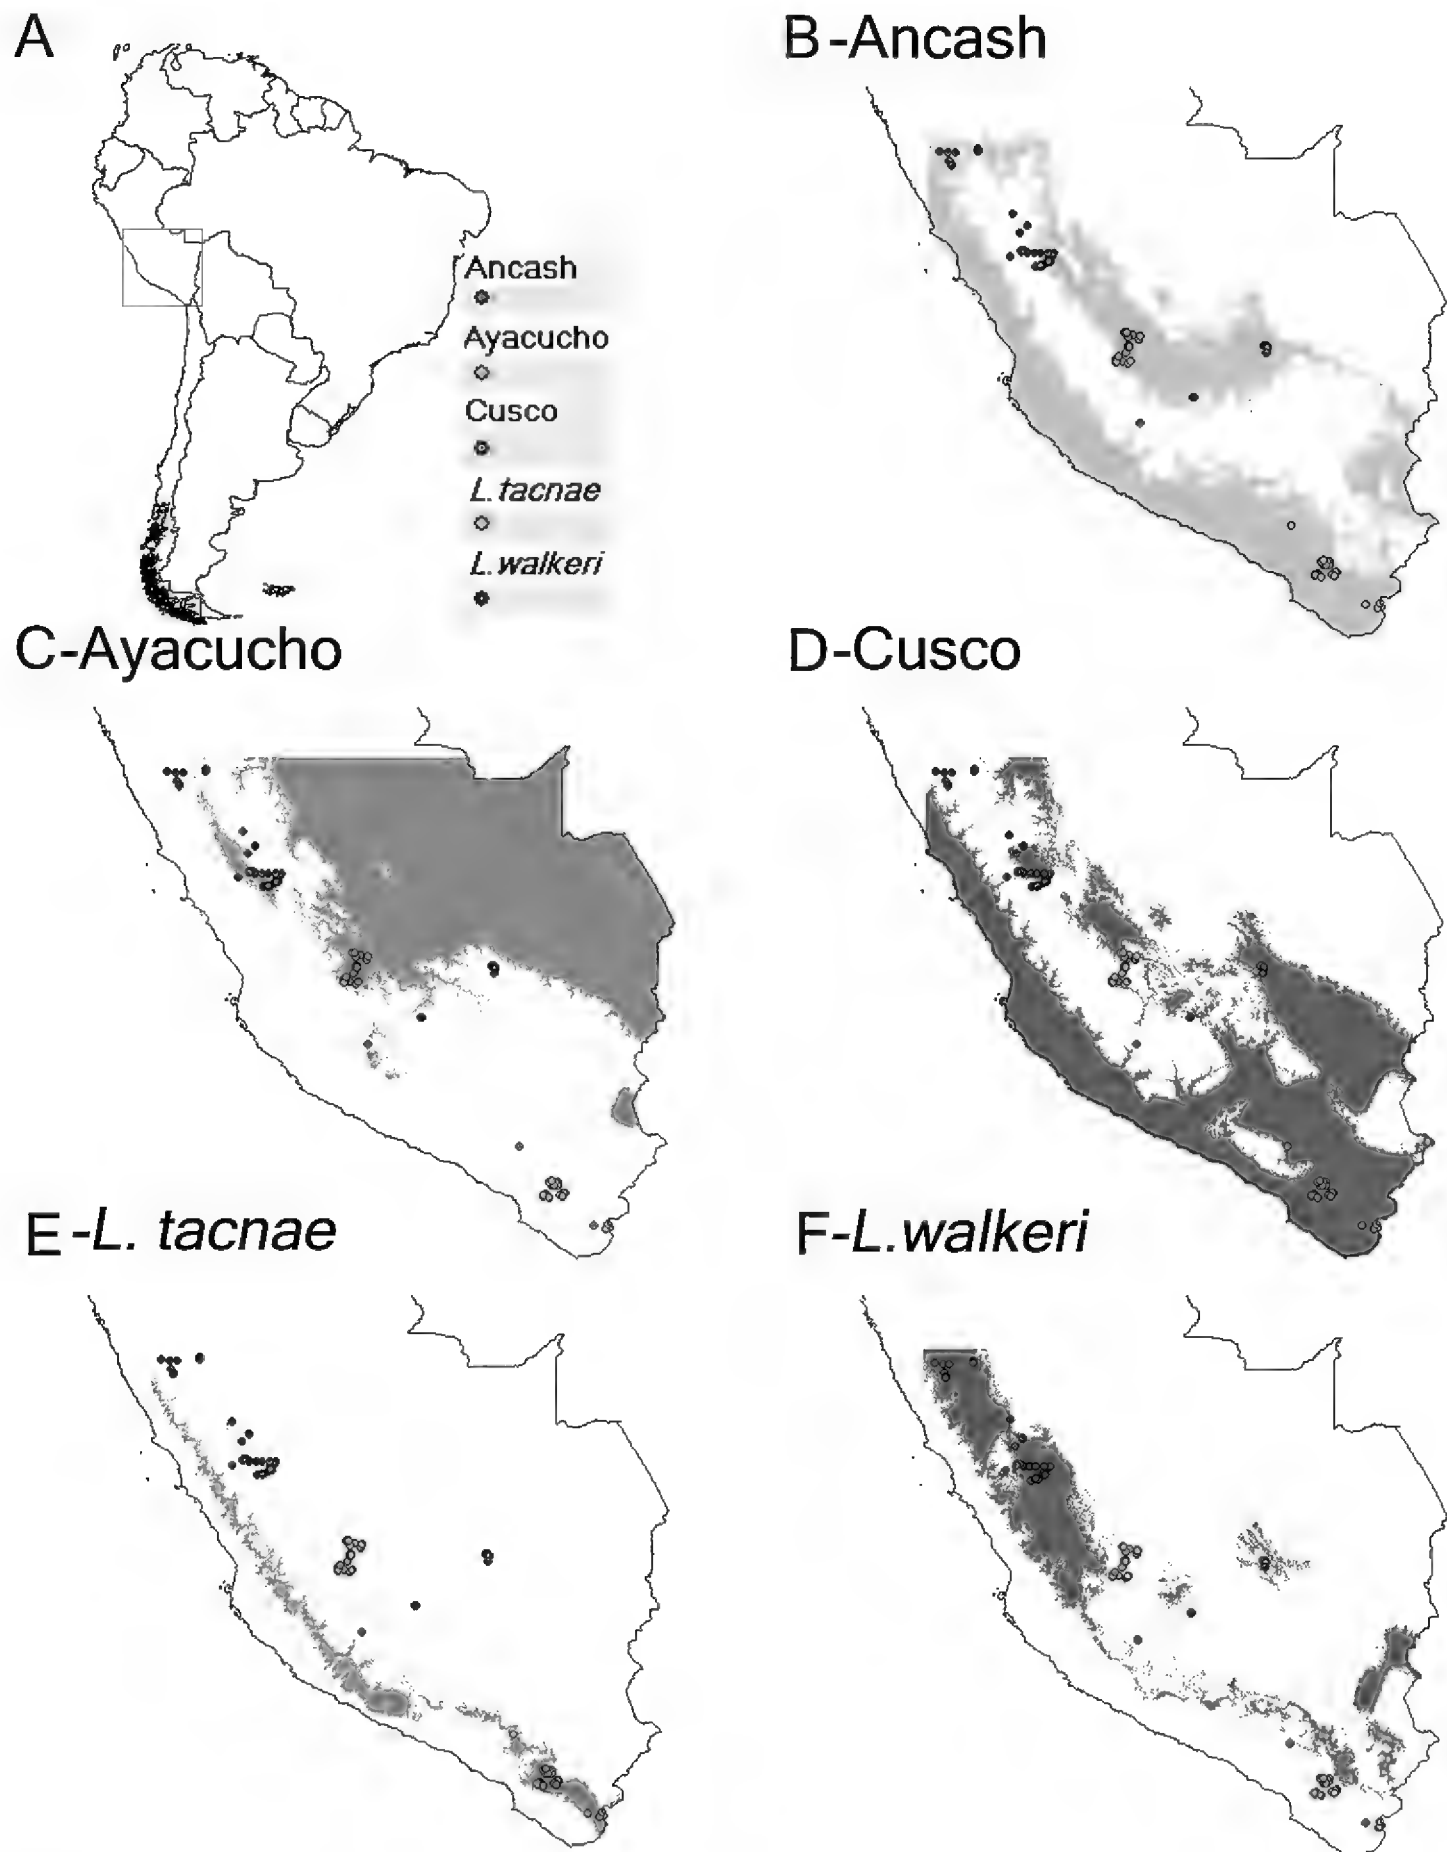 A
B-Ancash
Ancash
Ayacucho
Cusco
L. tacnae
L. walkeri
C-Ayacucho
D-Cusco
E-L. tacnae
F-L.walkeri